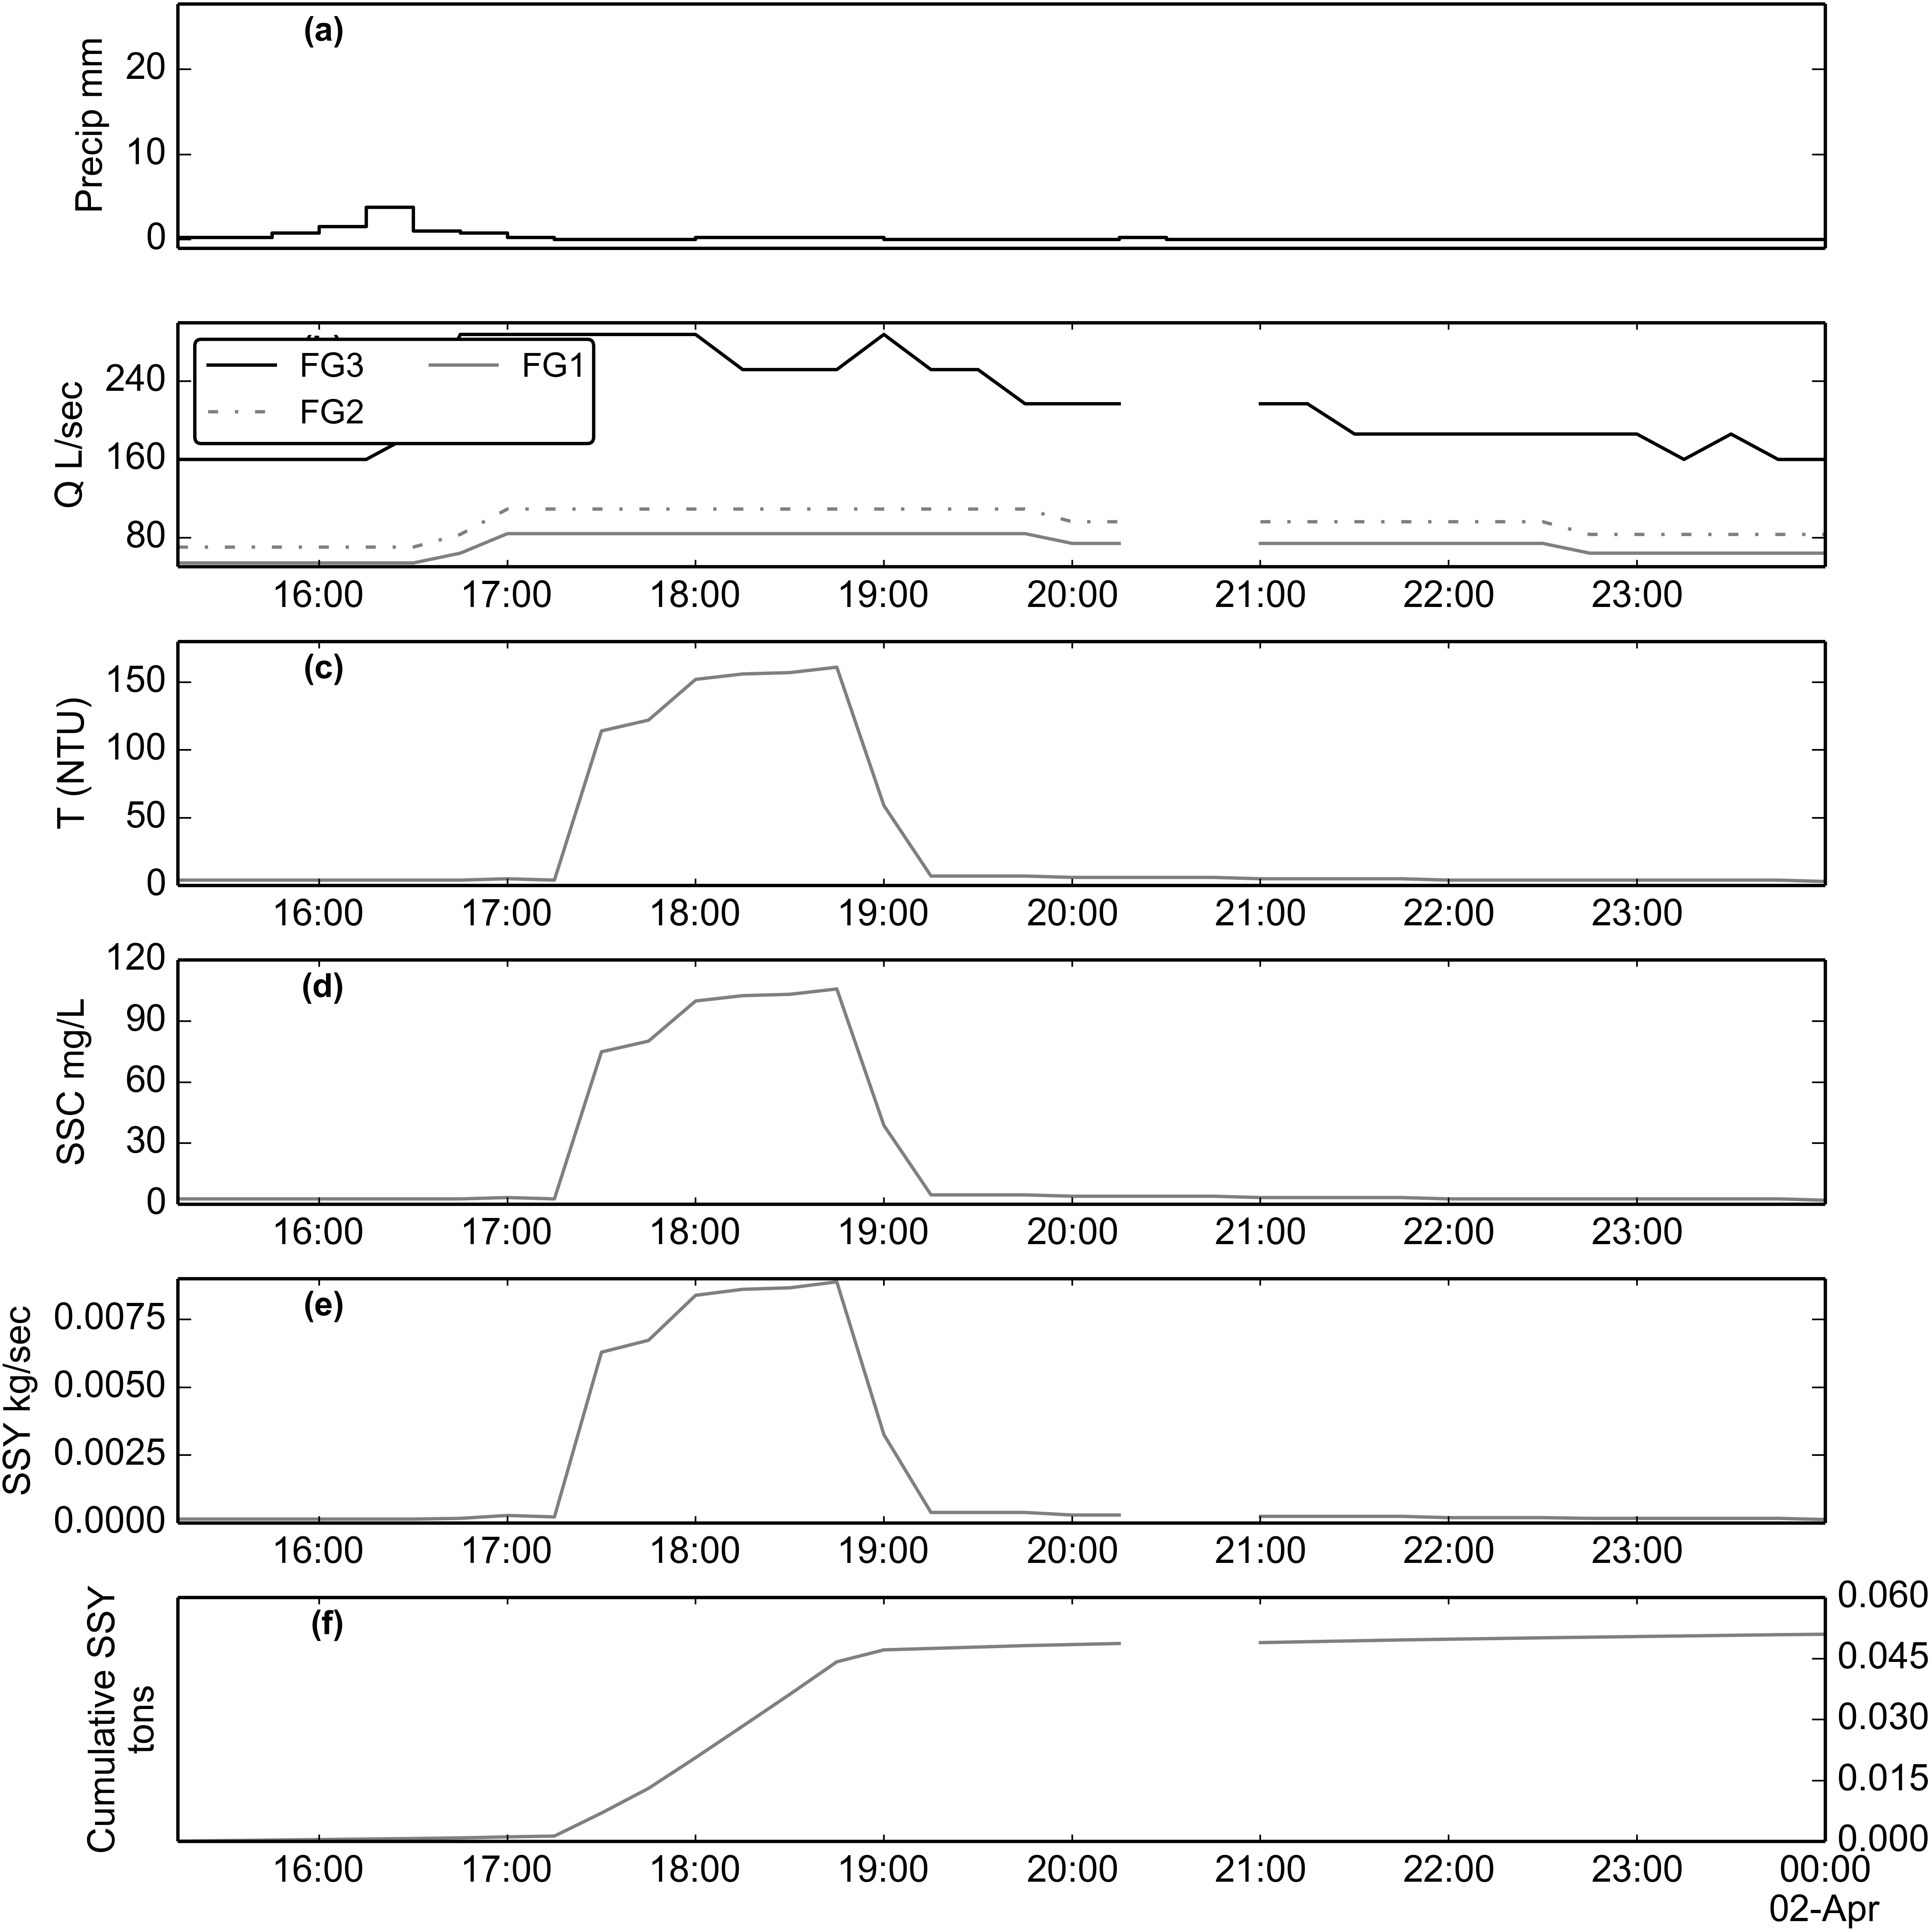 (a)
Precip mm
20
10
0
FG3 FG1
FG2
Q L/sec
240
160
80
16:00 17:00 18:00 19:00 20:00 21:00 22:00 23:00
(c)
T (NTU)
150
100
50
0
16:00 17:00 18:00 19:00 20:00 21:00 22:00 23:00
(d)
SSC mg/L
120
90
60
30
0
16:00 17:00 18:00 19:00 20:00 21:00 22:00 23:00
(e)
SSY kg/sec
0.0075
0.0050
0.0025
0.0000
16:00 17:00 18:00 19:00 20:00 21:00 22:00 23:00
(f)
Cumulative SSY
tons
0.060
0.045
0.030
0.015
0.000
16:00 17:00 18:00 19:00 20:00 21:00 22:00 23:00 00:00
02-Apr